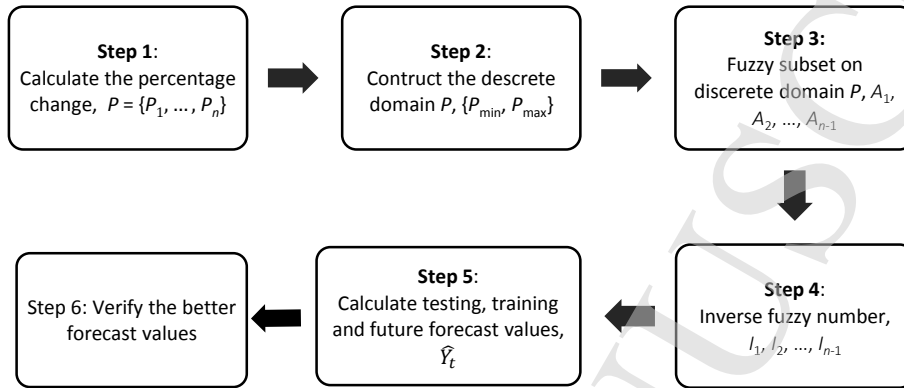 Step 1:
Calculate the percentage
change, P = {P₁, ..., Pₙ}
Step 2:
Contruct the descrete
domain P, {Pmin, Pmax}
Step 3:
Fuzzy subset on
discerete domain P, A₁,
A₂, ..., Aₙ₋₁
Step 4:
Inverse fuzzy number,
I₁, I₂, ..., Iₙ₋₁
Step 5:
Calculate testing, training
and future forecast values,
Ŷₜ
Step 6: Verify the better
forecast values